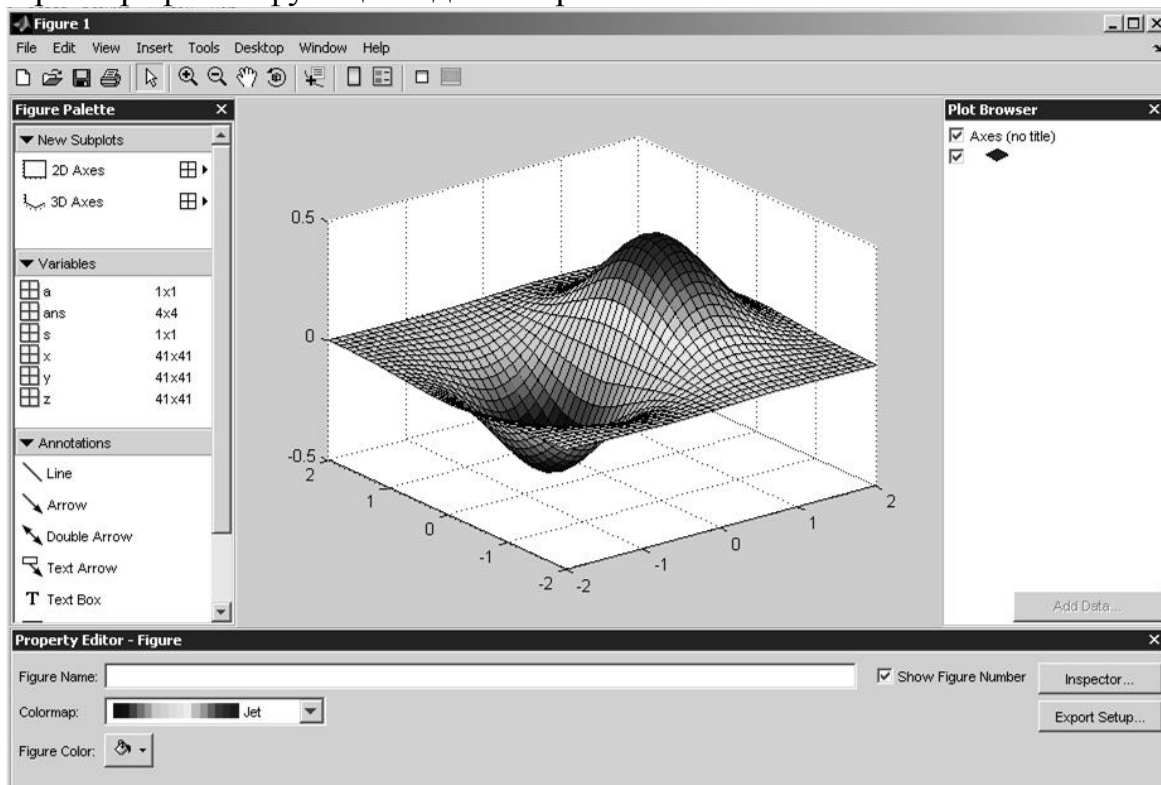 Figure 1
File Edit View Insert Tools Desktop Window Help
Figure Palette
New Subplots
2D Axes
3D Axes
Variables
a 1x1
ans 4x4
s 1x1
x 41x41
y 41x41
z 41x41
Annotations
Line
Arrow
Double Arrow
Text Arrow
T Text Box
0.5
0
-0.5
2
1
0
-1
-2
-2
-1
0
1
2
Plot Browser
Axes (no title)
Add Data...
Property Editor - Figure
Figure Name:
Show Figure Number
Inspector...
Colormap: Jet
Export Setup...
Figure Color: